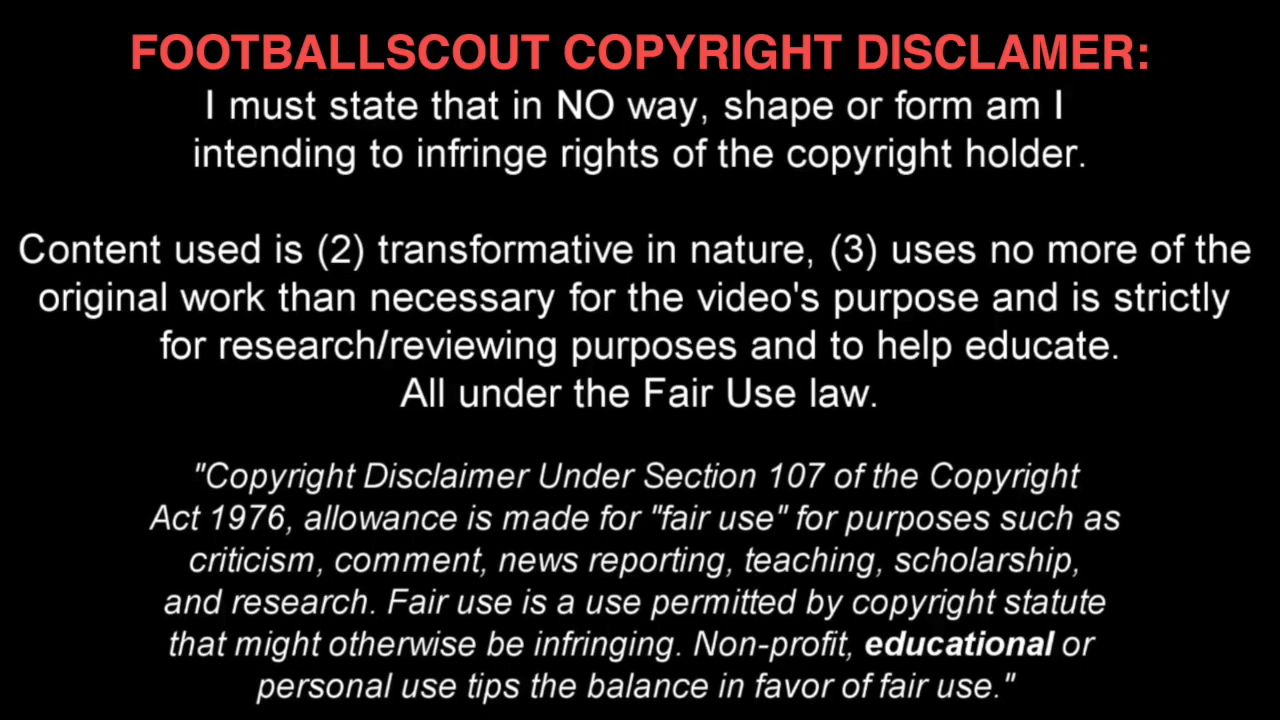 FOOTBALLSCOUT COPYRIGHT DISCLAMER:
I must state that in NO way, shape or form am I
intending to infringe rights of the copyright holder.
Content used is (2) transformative in nature, (3) uses no more of the
original work than necessary for the video's purpose and is strictly
for research/reviewing purposes and to help educate.
All under the Fair Use law.
"Copyright Disclaimer Under Section 107 of the Copyright
Act 1976, allowance is made for "fair use" for purposes such as
criticism, comment, news reporting, teaching, scholarship,
and research. Fair use is a use permitted by copyright statute
that might otherwise be infringing. Non-profit, educational or
personal use tips the balance in favor of fair use."